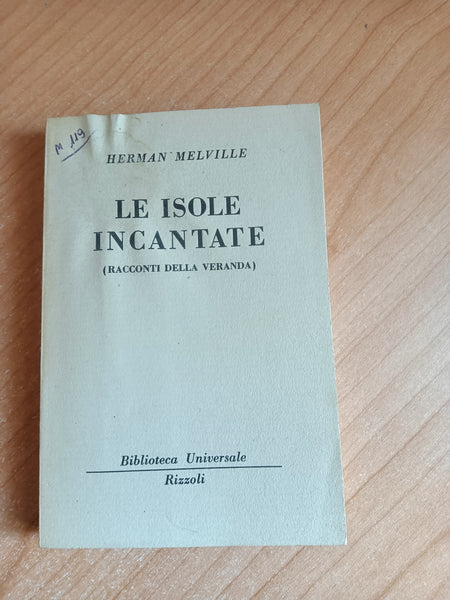 M 119
HERMAN MELVILLE
LE ISOLE
INCANTATE
(RACCONTI DELLA VERANDA)
Biblioteca Universale
Rizzoli